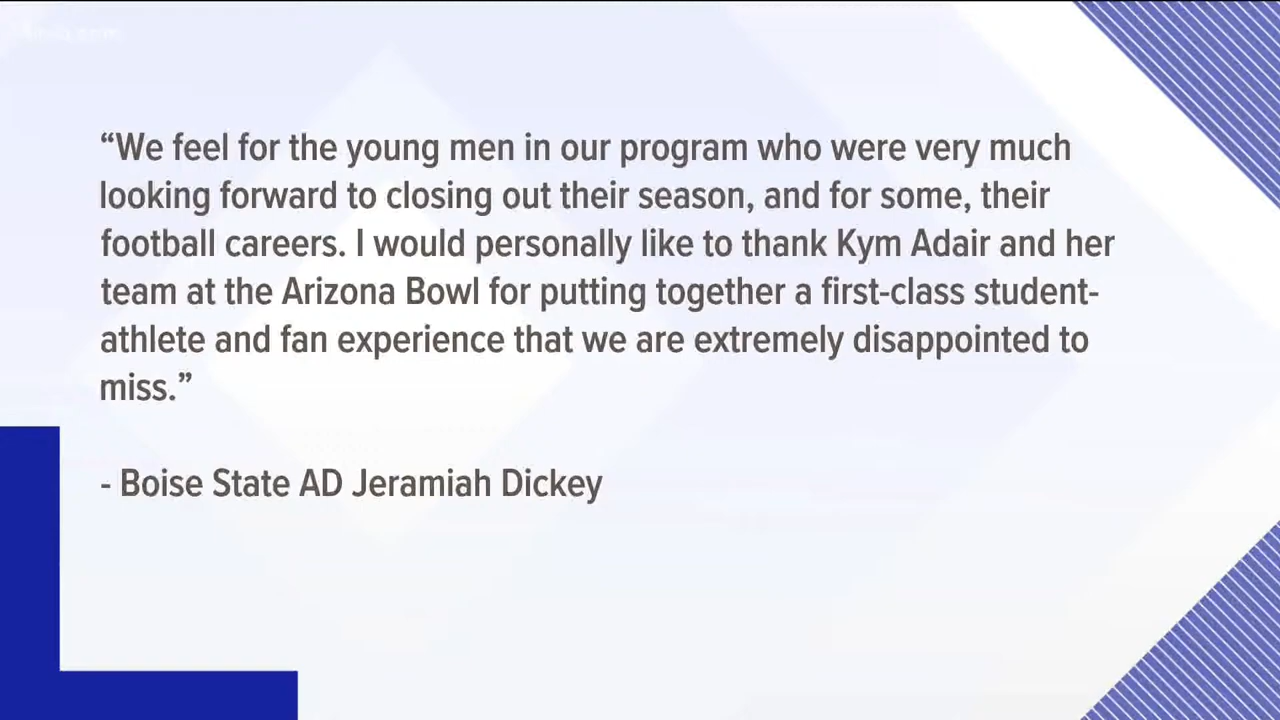 “We feel for the young men in our program who were very much
looking forward to closing out their season, and for some, their
football careers. I would personally like to thank Kym Adair and her
team at the Arizona Bowl for putting together a first-class student-
athlete and fan experience that we are extremely disappointed to
miss.”
- Boise State AD Jeramiah Dickey